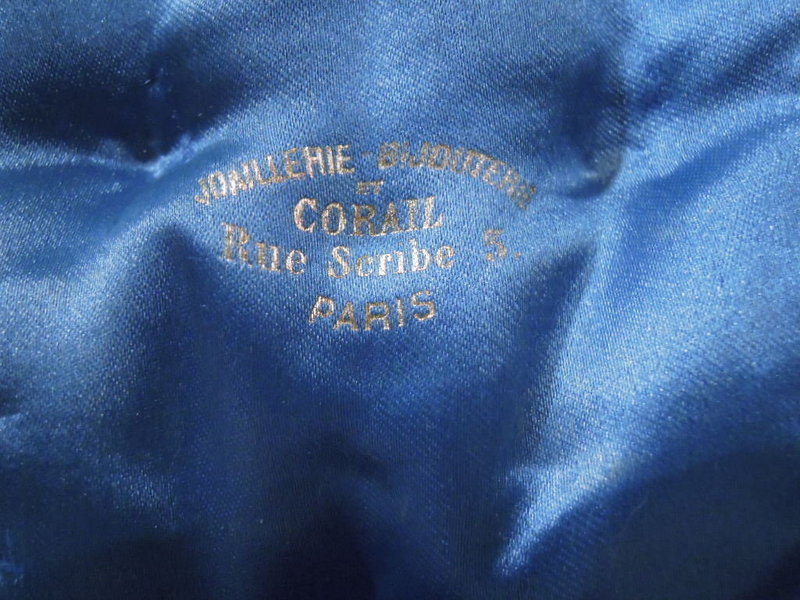 JOAILLERIE-BIJOUTERIE
ET
CORAIL
Rue Scribe 5.
PARIS